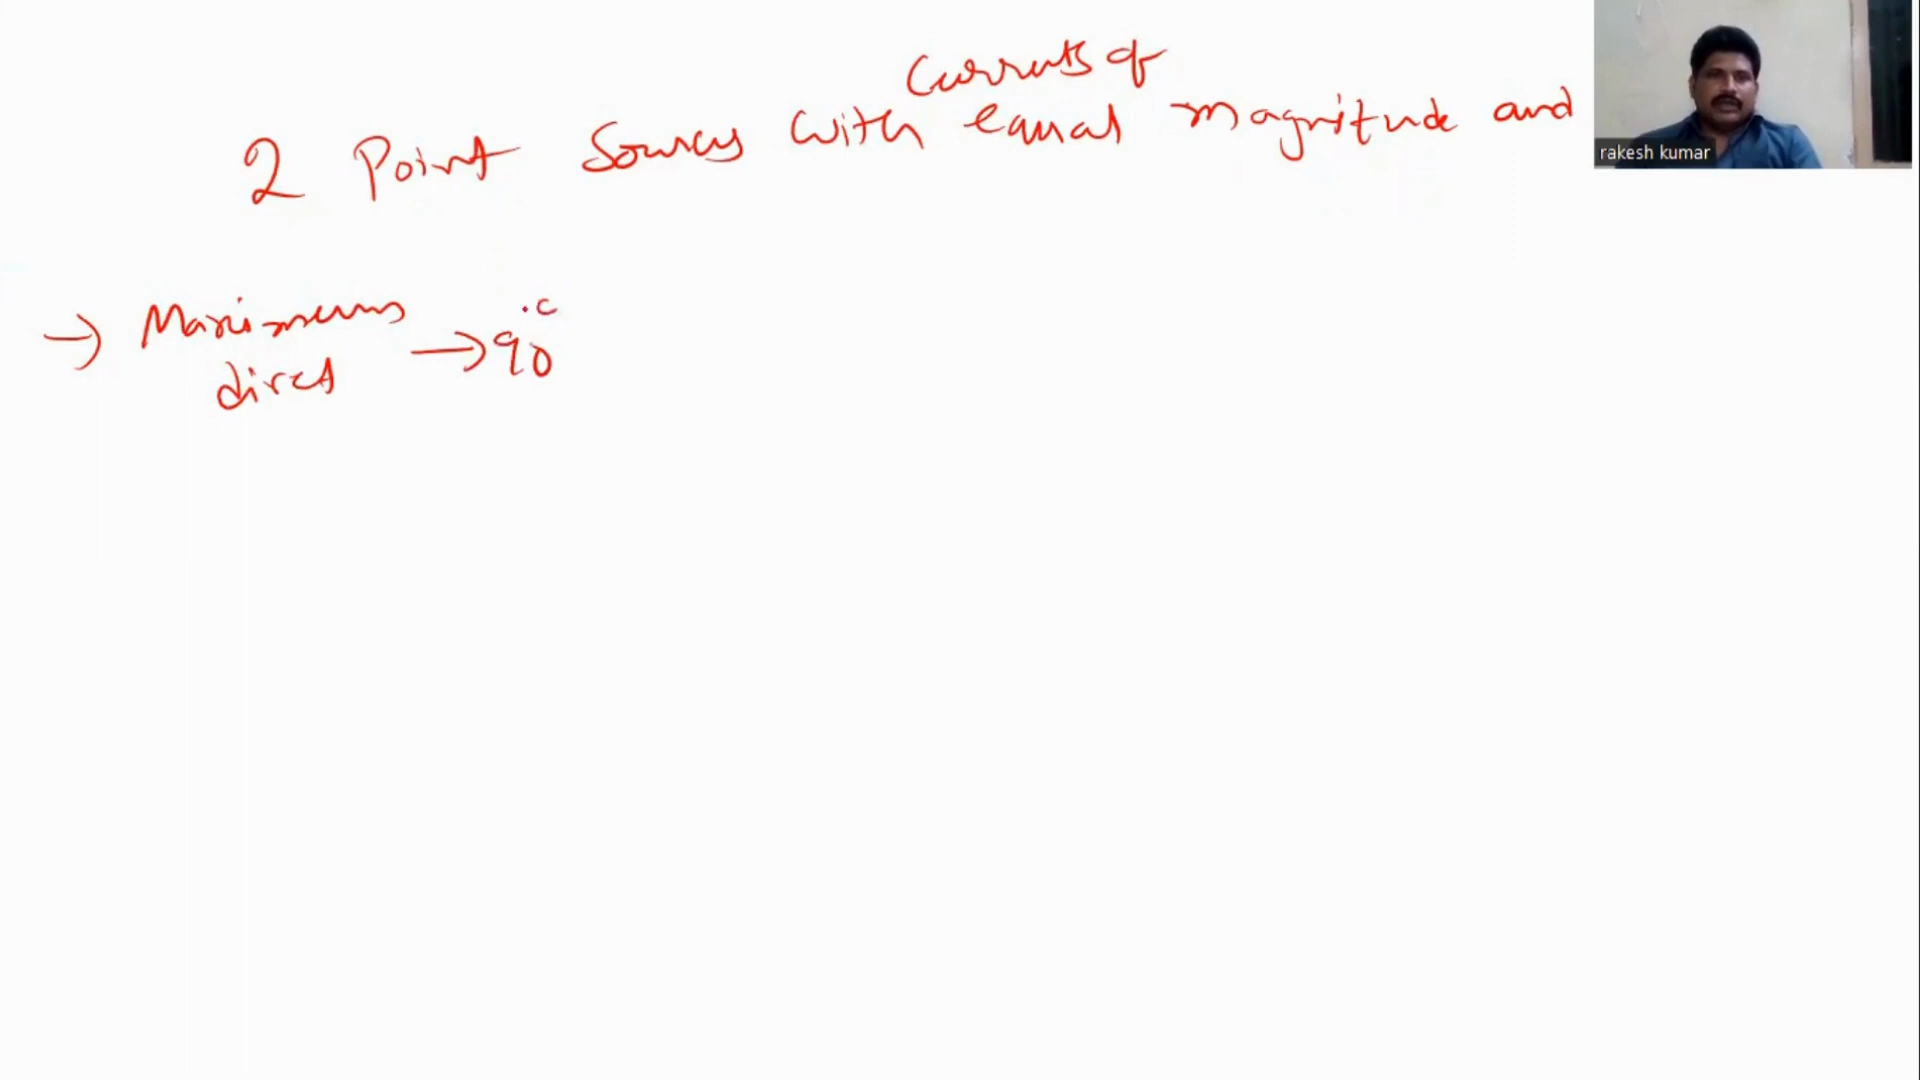 Currents of
2 Point Sources with equal magnitude and
rakesh kumar
→ Maximum → 90°
direct